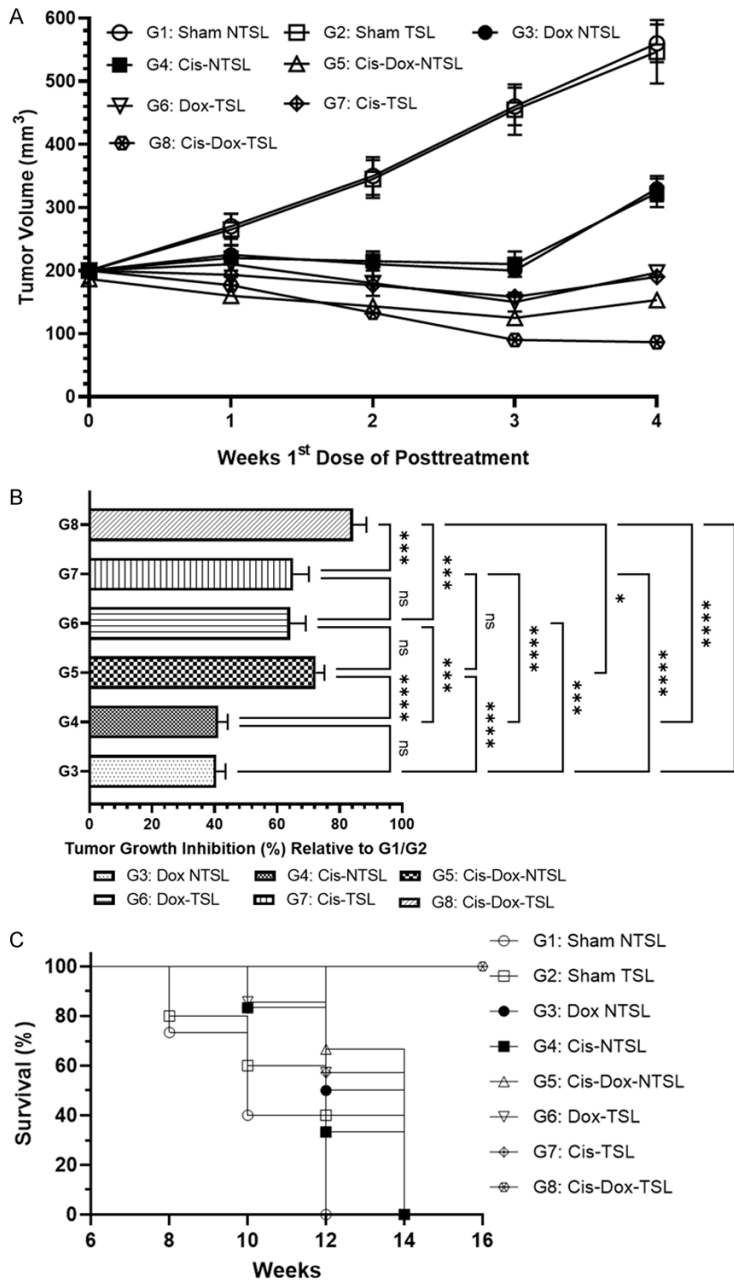 A
G1: Sham NTSL
G2: Sham TSL
G3: Dox NTSL
G4: Cis-NTSL
G5: Cis-Dox-NTSL
G6: Dox-TSL
G7: Cis-TSL
G8: Cis-Dox-TSL
Tumor Volume (mm3)
600
500
400
300
200
100
0
0 1 2 3 4
Weeks 1st Dose of Posttreatment
B
G8
G7
G6
G5
G4
G3
***
ns
ns
****
ns
***
***
ns
****
****
****
***
*
****
****
0 20 40 60 80 100
Tumor Growth Inhibition (%) Relative to G1/G2
G3: Dox NTSL
G4: Cis-NTSL
G5: Cis-Dox-NTSL
G6: Dox-TSL
G7: Cis-TSL
G8: Cis-Dox-TSL
C
Survival (%)
100
80
60
40
20
0
6 8 10 12 14 16
Weeks
G1: Sham NTSL
G2: Sham TSL
G3: Dox NTSL
G4: Cis-NTSL
G5: Cis-Dox-NTSL
G6: Dox-TSL
G7: Cis-TSL
G8: Cis-Dox-TSL